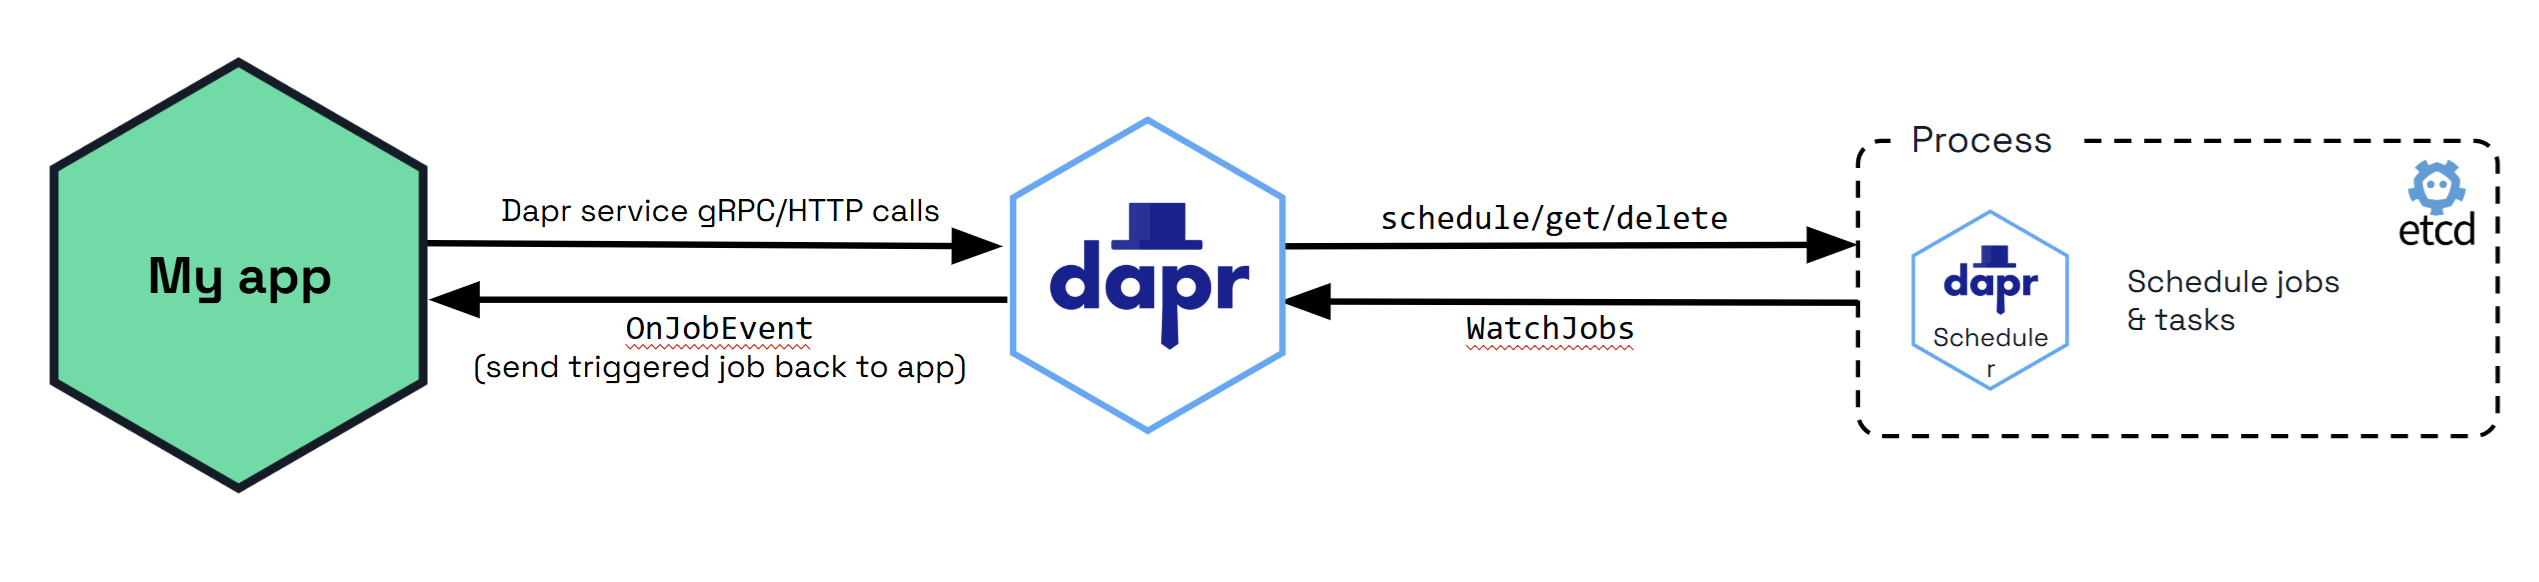 My app
Dapr service gRPC/HTTP calls
OnJobEvent
(send triggered job back to app)
dapr
schedule/get/delete
WatchJobs
Process
etcd
dapr
Schedule
r
Schedule jobs
& tasks